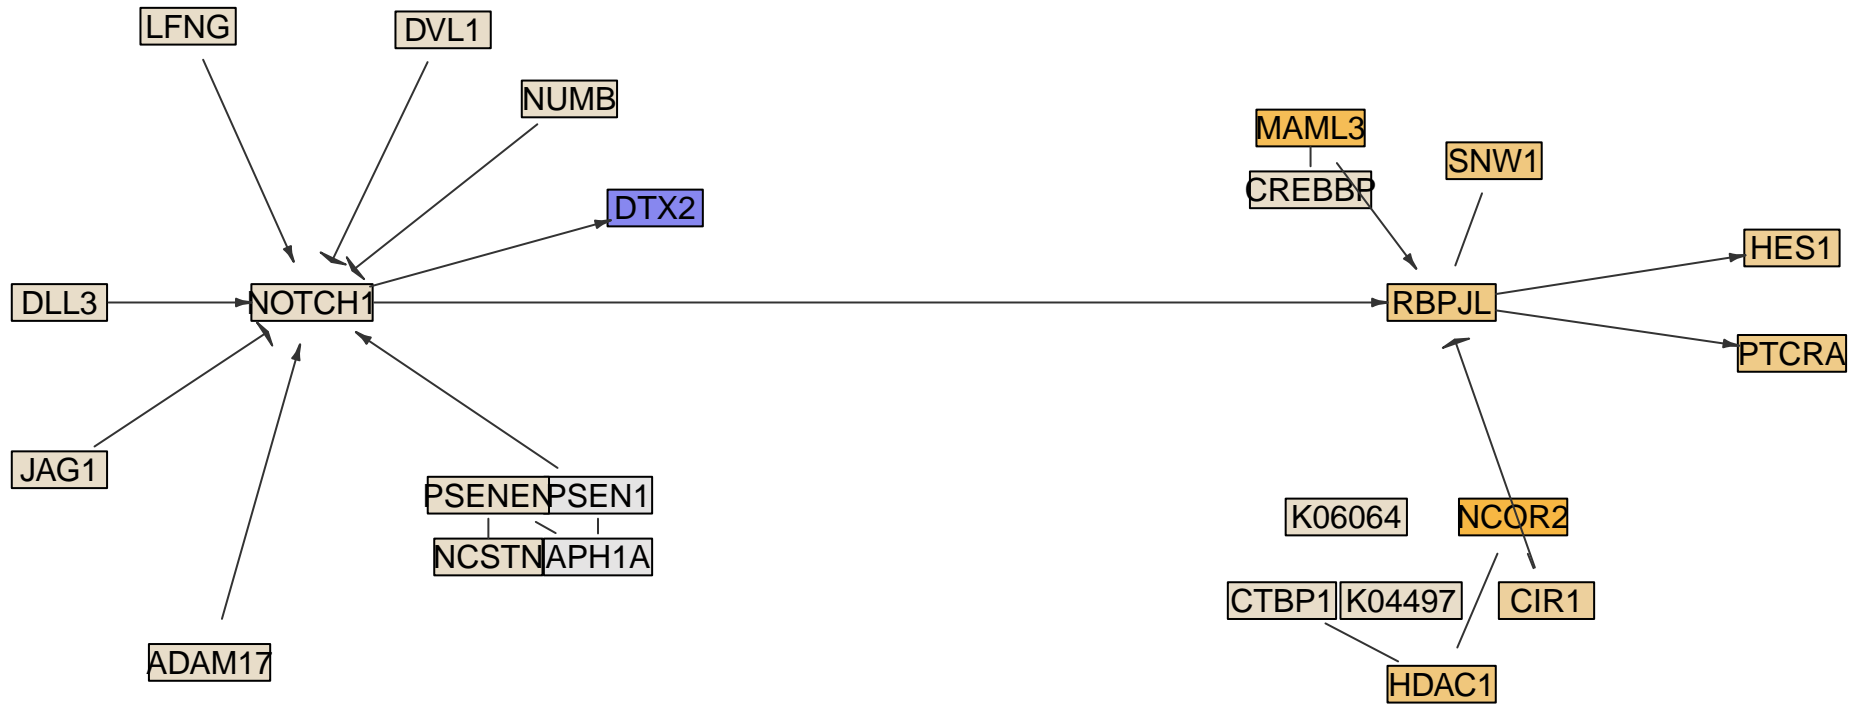 LFNG
DVL1
NUMB
MAML3
SNW1
CREBBP
DTX2
HES1
DLL3
NOTCH1
RBPJL
PTCRA
JAG1
PSENEN
PSEN1
K06064
NCOR2
NCSTN
APH1A
CTBP1
K04497
CIR1
ADAM17
HDAC1